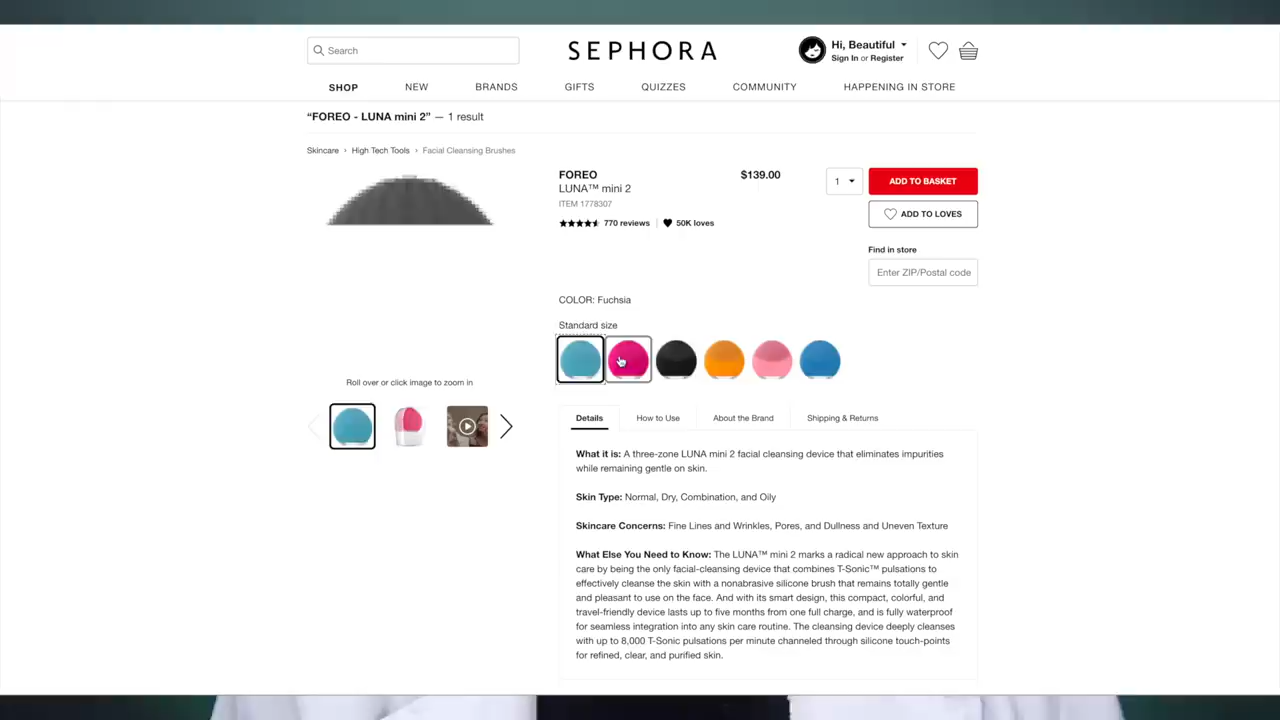 Search
SEPHORA
Hi, Beautiful
Sign In or Register
SHOP
NEW
BRANDS
GIFTS
QUIZZES
COMMUNITY
HAPPENING IN STORE
“FOREO - LUNA mini 2” — 1 result
Skincare › High Tech Tools › Facial Cleansing Brushes
FOREO
$139.00
LUNA™ mini 2
ITEM 1778307
770 reviews
50K loves
1
ADD TO BASKET
ADD TO LOVES
Find in store
Enter ZIP/Postal code
COLOR: Fuchsia
Standard size
Roll over or click image to zoom in
Details
How to Use
About the Brand
Shipping & Returns
What it is: A three-zone LUNA mini 2 facial cleansing device that eliminates impurities
while remaining gentle on skin.
Skin Type: Normal, Dry, Combination, and Oily
Skincare Concerns: Fine Lines and Wrinkles, Pores, and Dullness and Uneven Texture
What Else You Need to Know: The LUNA™ mini 2 marks a radical new approach to skin
care by being the only facial-cleansing device that combines T-Sonic™ pulsations to
effectively cleanse the skin with a nonabrasive silicone brush that remains totally gentle
and pleasant to use on the face. And with its smart design, this compact, colorful, and
travel-friendly device lasts up to five months from one full charge, and is fully waterproof
for seamless integration into any skin care routine. The cleansing device deeply cleanses
with up to 8,000 T-Sonic pulsations per minute channeled through silicone touch-points
for refined, clear, and purified skin.